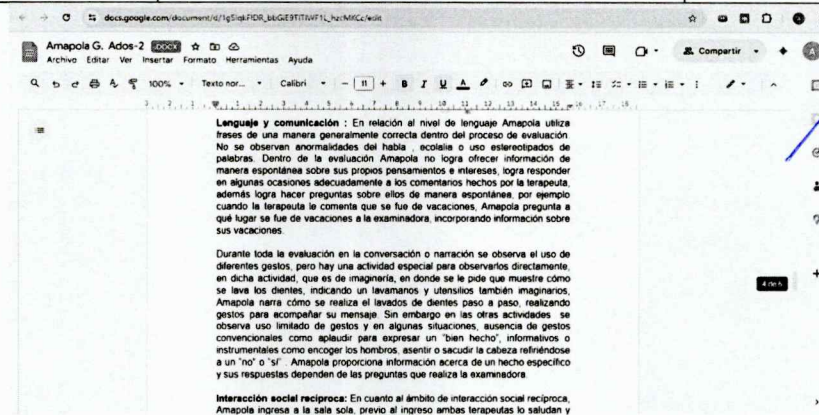 docs.google.com/document/d/
Amapola G. Ados-2 .DOCX
Archivo Editar Ver Insertar Formato Herramientas Ayuda
Compartir
100% Texto nor... Calibri - 11 + B I U A
Lenguaje y comunicación : En relación al nivel de lenguaje Amapola utiliza
frases de una manera generalmente correcta dentro del proceso de evaluación.
No se observan anormalidades del habla , ecolalia o uso estereotipados de
palabras. Dentro de la evaluación Amapola no logra ofrecer información de
manera espontánea sobre sus propios pensamientos e intereses, logra responder
en algunas ocasiones adecuadamente a los comentarios hechos por la terapeuta,
además logra hacer preguntas sobre ellos de manera espontánea, por ejemplo
cuando la terapeuta le comenta que se fue de vacaciones, Amapola pregunta a
qué lugar se fue de vacaciones a la examinadora, incorporando información sobre
sus vacaciones.
Durante toda la evaluación en la conversación o narración se observa el uso de
diferentes gestos, pero hay una actividad especial para observarlos directamente,
en dicha actividad, que es de imaginería, en donde se le pide que muestre cómo
se lava los dientes, indicando un lavamanos y utensilios también imaginarios,
Amapola narra cómo se realiza el lavados de dientes paso a paso, realizando
gestos para acompañar su mensaje. Sin embargo en las otras actividades se
observa uso limitado de gestos y en algunas situaciones, ausencia de gestos
convencionales como aplaudir para expresar un "bien hecho", informativos o
instrumentales como encoger los hombros, asentir o sacudir la cabeza refiriéndose
a un "no" o "sí" . Amapola proporciona información acerca de un hecho específico
y sus respuestas dependen de las preguntas que realiza la examinadora.
4 de 6
Interacción social recíproca: En cuanto al ámbito de interacción social recíproca,
Amapola ingresa a la sala sola, previo al ingreso ambas terapeutas lo saludan y